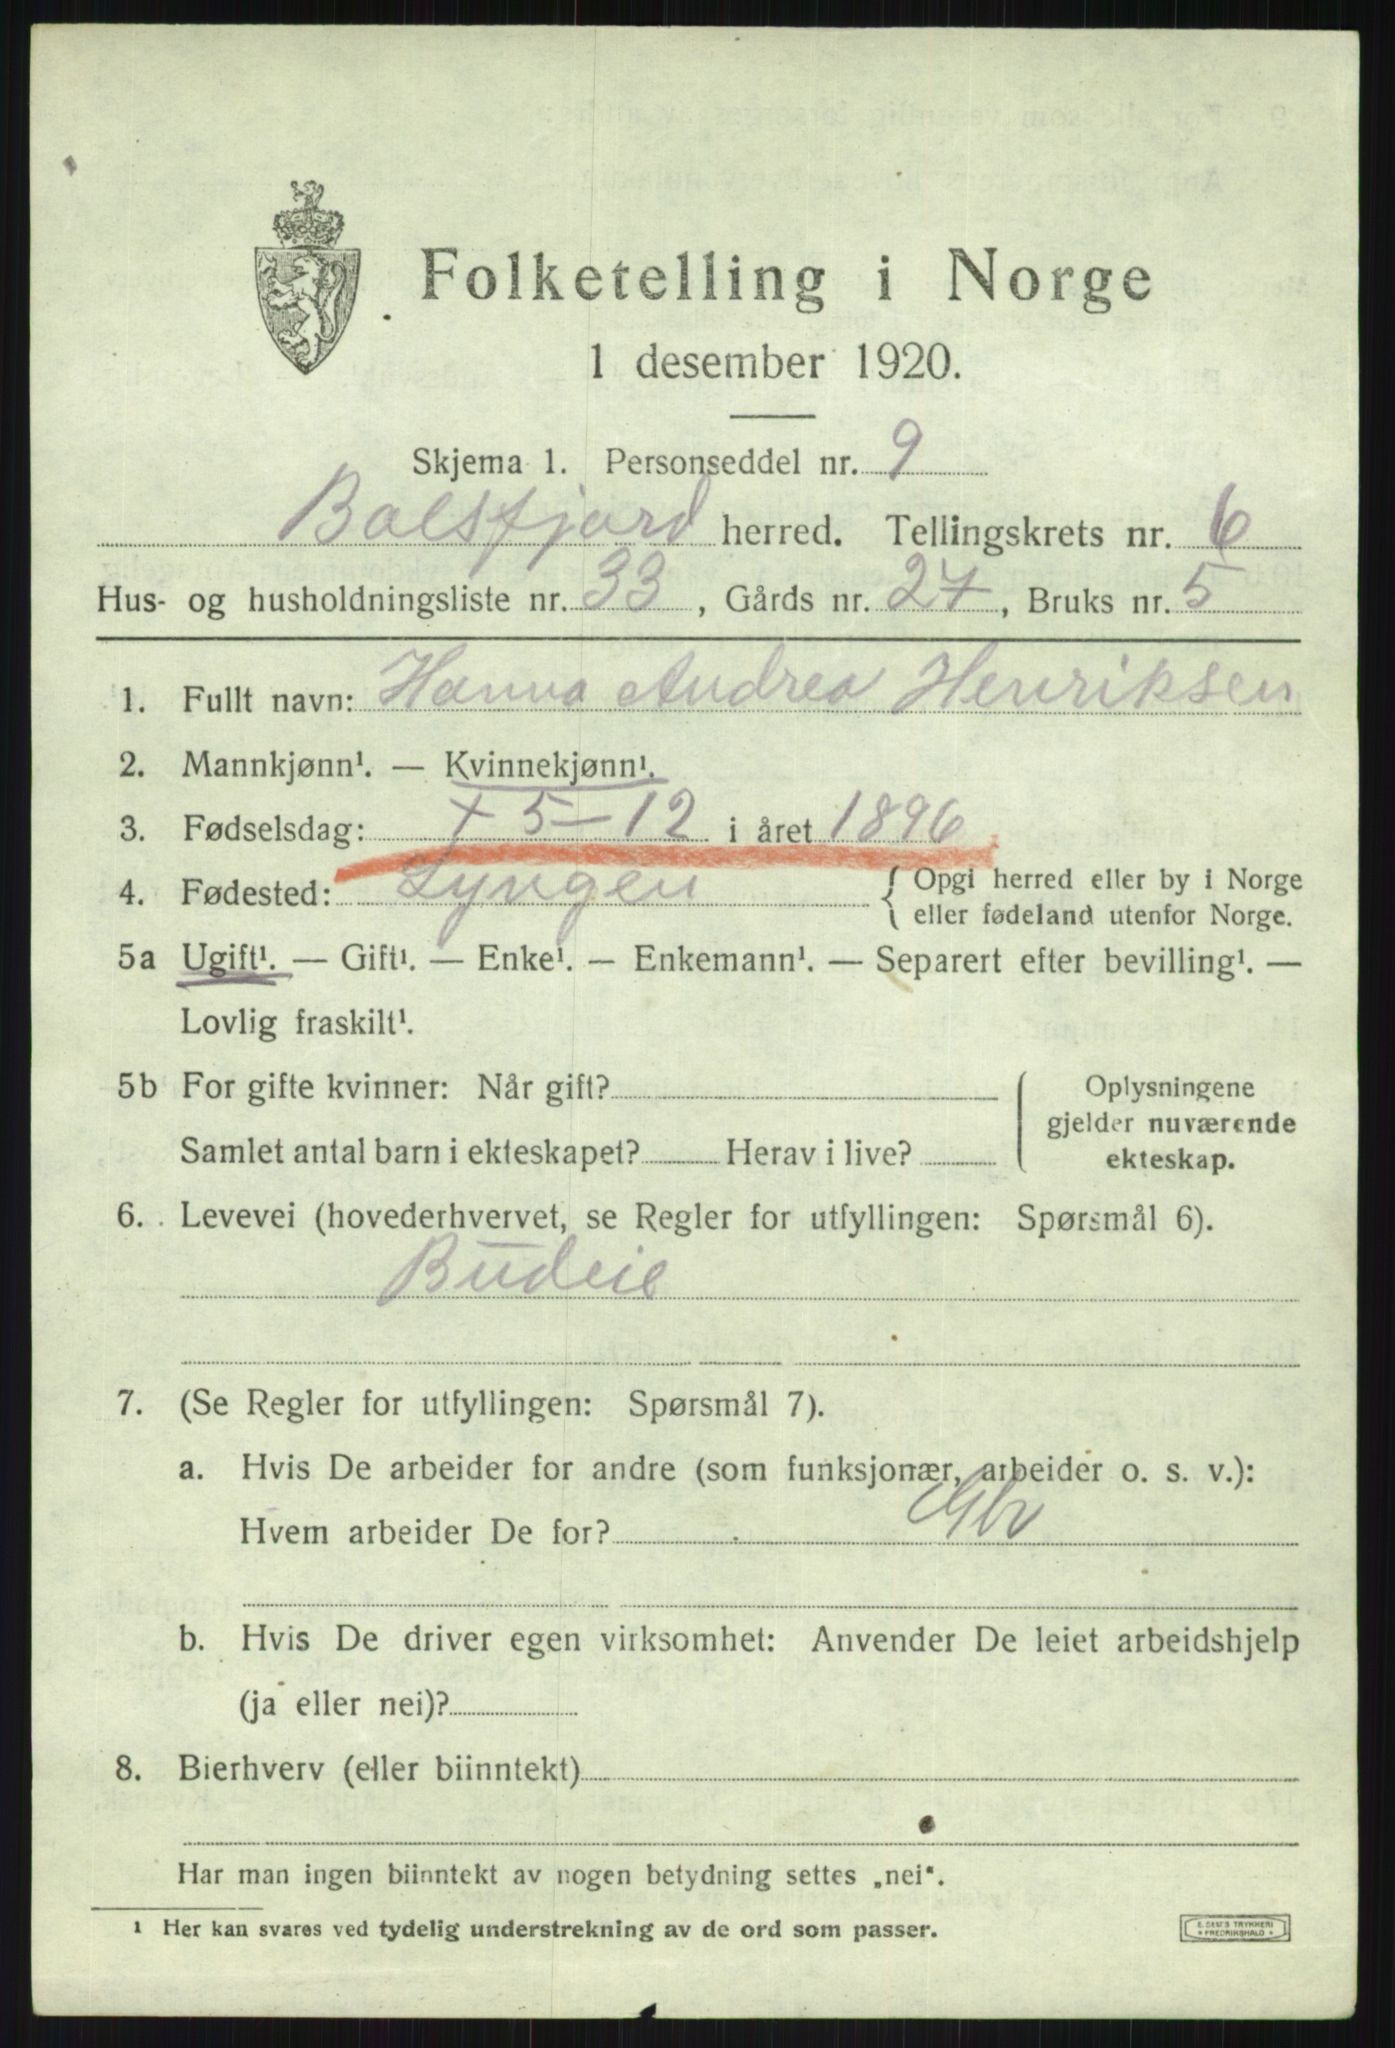 Folketelling i Norge
1 desember 1920.
Skjema 1. Personseddel nr. 9
Balsfjord herred. Tellingskrets nr. 6
Hus- og husholdningsliste nr. 33, Gårds nr. 27, Bruks nr. 5
1. Fullt navn: Hanna Andrea Henriksen
2. Mannkjønn¹. — Kvinnekjønn¹.
3. Fødselsdag: + 5-12 i året 1896
4. Fødested: Lyngen { Opgi herred eller by i Norge
eller fødeland utenfor Norge.
5a Ugift¹. — Gift¹. — Enke¹. — Enkemann¹. — Separert efter bevilling¹. —
Lovlig fraskilt¹.
5b For gifte kvinner: Når gift? Oplysningene
gjelder nuværende
Samlet antal barn i ekteskapet? Herav i live? ekteskap.
6. Levevei (hovederhvervet, se Regler for utfyllingen: Spørsmål 6).
Budeie
7. (Se Regler for utfyllingen: Spørsmål 7).
a. Hvis De arbeider for andre (som funksjonær, arbeider o. s. v.):
Hvem arbeider De for?
b. Hvis De driver egen virksomhet: Anvender De leiet arbeidshjelp
(ja eller nei)?
8. Bierhverv (eller biinntekt)
Har man ingen biinntekt av nogen betydning settes „nei“.
¹ Her kan svares ved tydelig understrekning av de ord som passer.
E. SEM'S TRYKKERI
* FREDRIKSHALD *